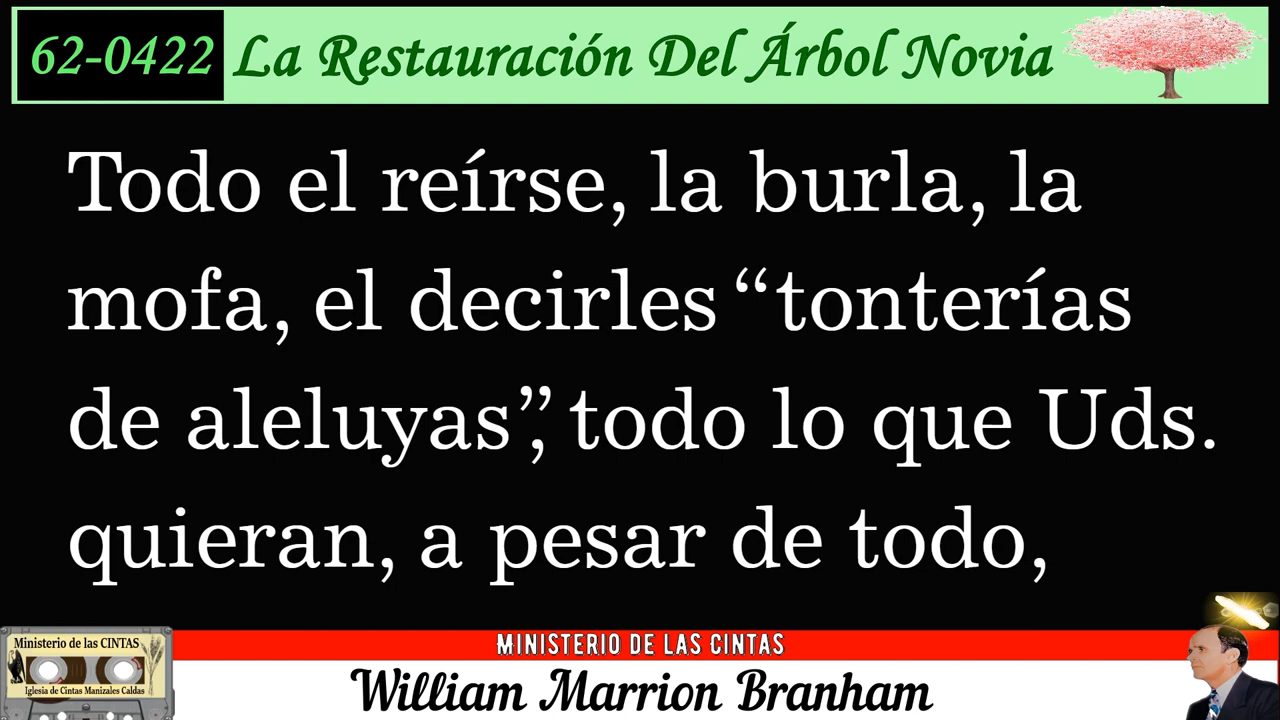 62-0422 La Restauración Del Árbol Novia
Todo el reírse, la burla, la
mofa, el decirles “tonterías
de aleluyas”, todo lo que Uds.
quieran, a pesar de todo,
MINISTERIO DE LAS CINTAS
William Marrion Branham
Ministerio de las CINTAS
Iglesia de Cintas Manizales Caldas